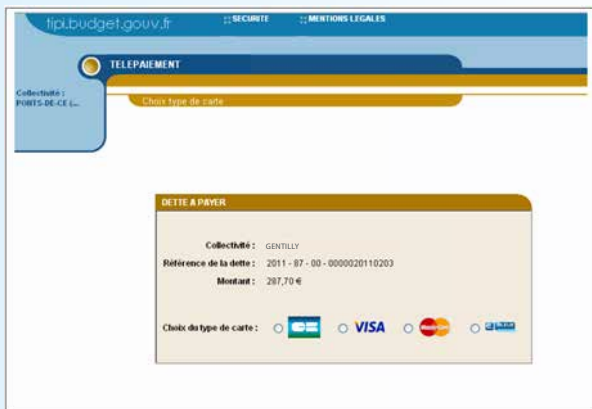 tipi.budget.gouv.fr
:: SECURITE :: MENTIONS LEGALES
TELEPAIEMENT
Collectivité :
PONTS-DE-CE (...
Choix type de carte
DETTE A PAYER
Collectivité : GENTILLY
Référence de la dette : 2011 - 87 - 00 - 0000020110203
Montant : 287,70 €
Choix du type de carte : CB VISA MasterCard